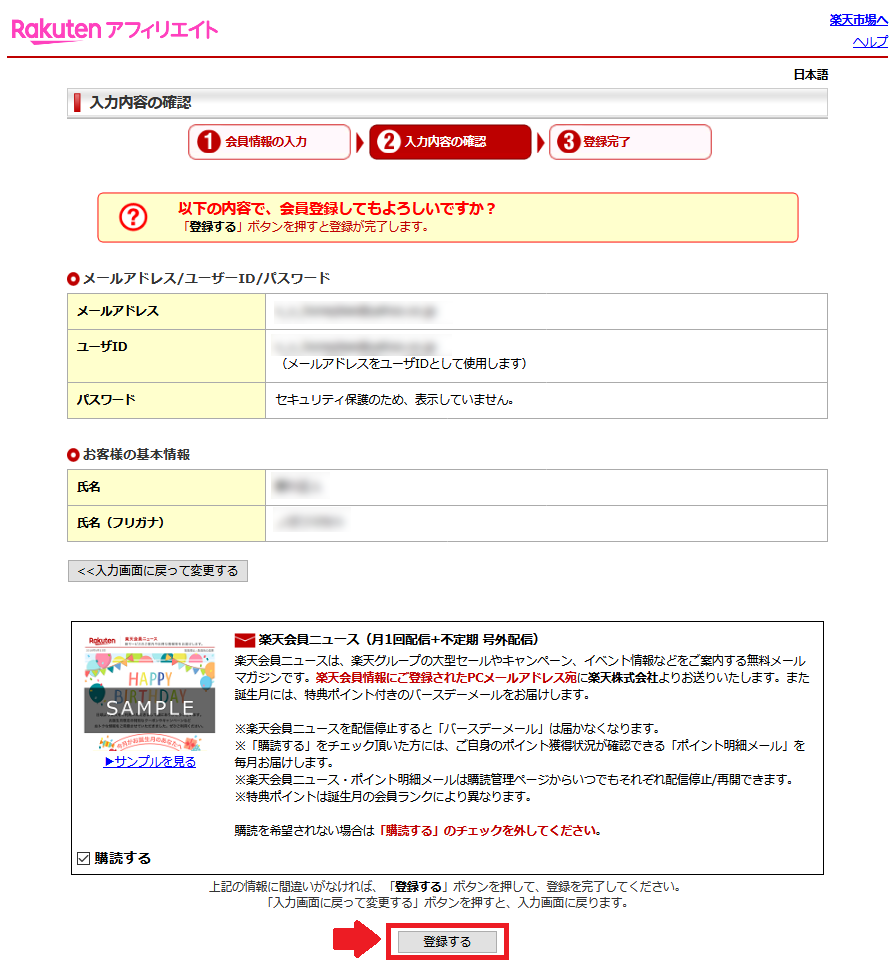 Rakuten アフィリエイト
楽天市場へ
ヘルプ
日本語
入力内容の確認
1 会員情報の入力
2 入力内容の確認
3 登録完了
以下の内容で、会員登録してもよろしいですか？
「登録する」ボタンを押すと登録が完了します。
メールアドレス/ユーザーID/パスワード
メールアドレス
ユーザID
（メールアドレスをユーザIDとして使用します）
パスワード
セキュリティ保護のため、表示していません。
お客様の基本情報
氏名
氏名（フリガナ）
<<入力画面に戻って変更する
Rakuten 楽天会員ニュース
HAPPY
BIRTHDAY
SAMPLE
今月がお誕生月のあなたへ
▶サンプルを見る
楽天会員ニュース（月1回配信+不定期 号外配信）
楽天会員ニュースは、楽天グループの大型セールやキャンペーン、イベント情報などをご案内する無料メール
マガジンです。楽天会員情報にご登録されたPCメールアドレス宛に楽天株式会社よりお送りいたします。また
誕生月には、特典ポイント付きのバースデーメールをお届けします。
※楽天会員ニュースを配信停止すると「バースデーメール」は届かなくなります。
※「購読する」をチェック頂いた方には、ご自身のポイント獲得状況が確認できる「ポイント明細メール」を
毎月お届けします。
※楽天会員ニュース・ポイント明細メールは購読管理ページからいつでもそれぞれ配信停止/再開できます。
※特典ポイントは誕生月の会員ランクにより異なります。
購読を希望されない場合は「購読する」のチェックを外してください。
購読する
上記の情報に間違いがなければ、「登録する」ボタンを押して、登録を完了してください。
「入力画面に戻って変更する」ボタンを押すと、入力画面に戻ります。
登録する